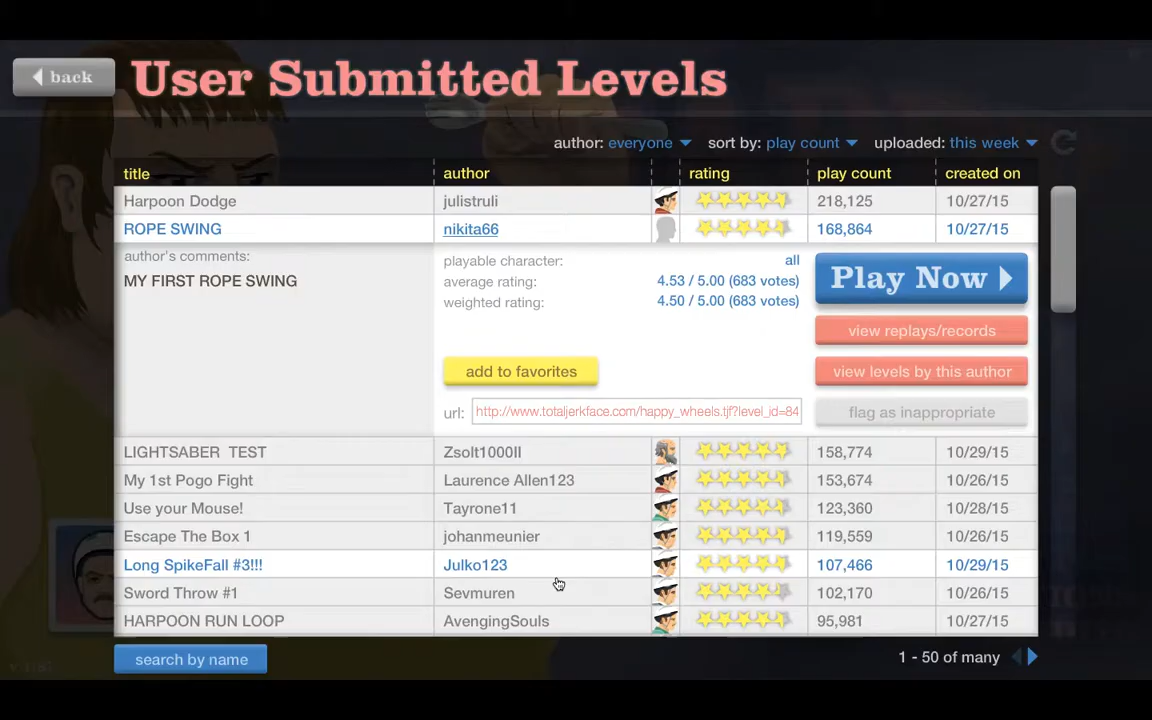 back
User Submitted Levels
author: everyone sort by: play count uploaded: this week
title author rating play count created on
Harpoon Dodge julistruli 218,125 10/27/15
ROPE SWING nikita66 168,864 10/27/15
author's comments:
MY FIRST ROPE SWING
playable character: all
average rating: 4.53 / 5.00 (683 votes)
weighted rating: 4.50 / 5.00 (683 votes)
Play Now
view replays/records
add to favorites
view levels by this author
url: http://www.totaljerkface.com/happy_wheels.tjf?level_id=84
flag as inappropriate
LIGHTSABER TEST Zsolt1000II 158,774 10/29/15
My 1st Pogo Fight Laurence Allen123 153,674 10/26/15
Use your Mouse! Tayrone11 123,360 10/28/15
Escape The Box 1 johanmeunier 119,559 10/26/15
Long SpikeFall #3!!! Julko123 107,466 10/29/15
Sword Throw #1 Sevmuren 102,170 10/26/15
HARPOON RUN LOOP AvengingSouls 95,981 10/27/15
search by name
1 - 50 of many